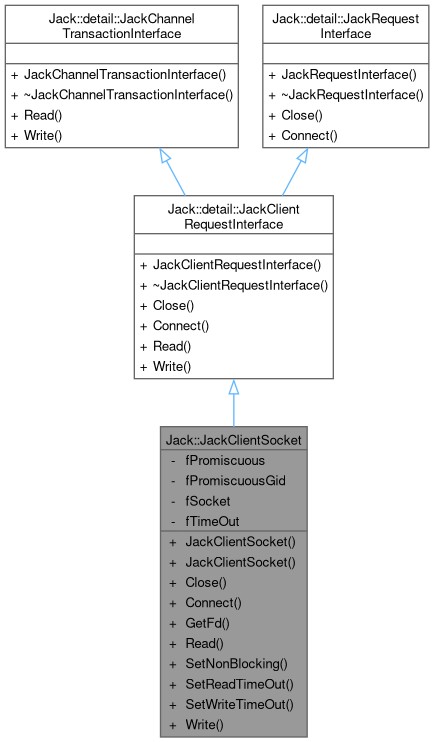 Jack::detail::JackChannel
TransactionInterface
+ JackChannelTransactionInterface()
+ ~JackChannelTransactionInterface()
+ Read()
+ Write()
Jack::detail::JackRequest
Interface
+ JackRequestInterface()
+ ~JackRequestInterface()
+ Close()
+ Connect()
Jack::detail::JackClient
RequestInterface
+ JackClientRequestInterface()
+ ~JackClientRequestInterface()
+ Close()
+ Connect()
+ Read()
+ Write()
Jack::JackClientSocket
- fPromiscuous
- fPromiscuousGid
- fSocket
- fTimeOut
+ JackClientSocket()
+ JackClientSocket()
+ Close()
+ Connect()
+ GetFd()
+ Read()
+ SetNonBlocking()
+ SetReadTimeOut()
+ SetWriteTimeOut()
+ Write()